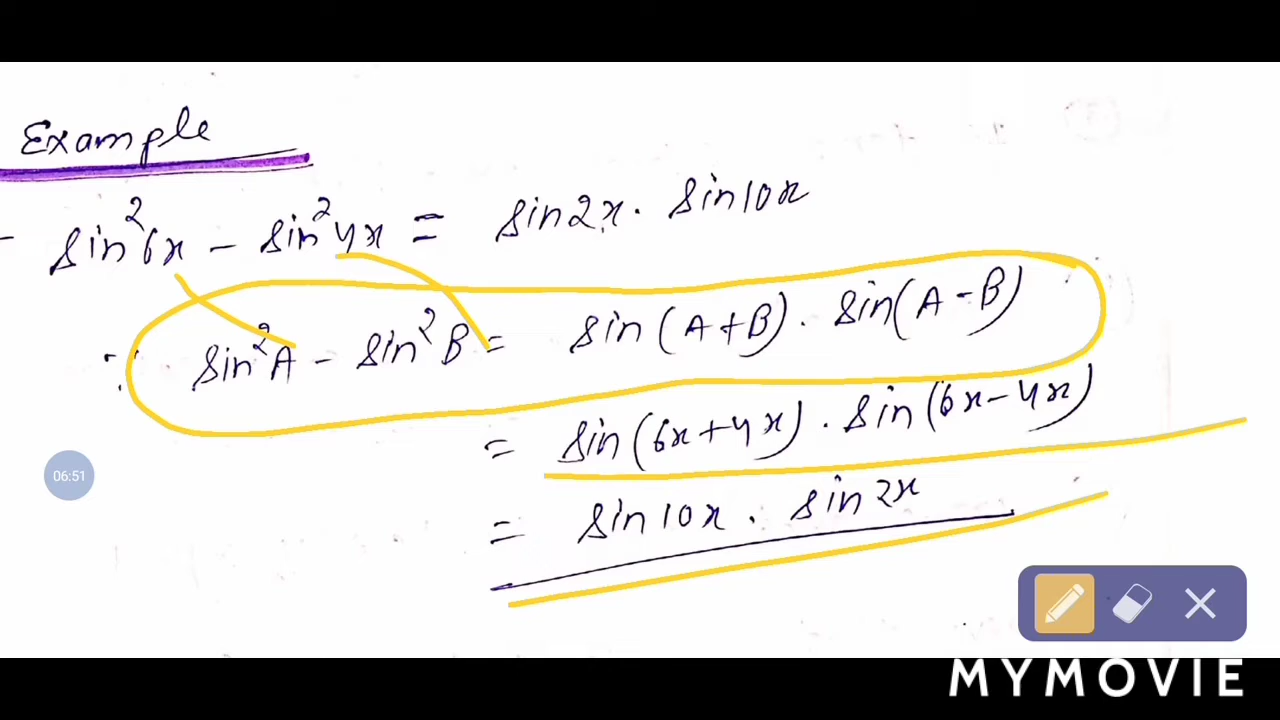 Example
sin²6x - sin²4x = sin2x . sin10x
∵ sin²A - sin²B = sin(A+B) . sin(A-B)
= sin(6x+4x) . sin(6x-4x)
= sin10x . sin2x
06:51
MYMOVIE